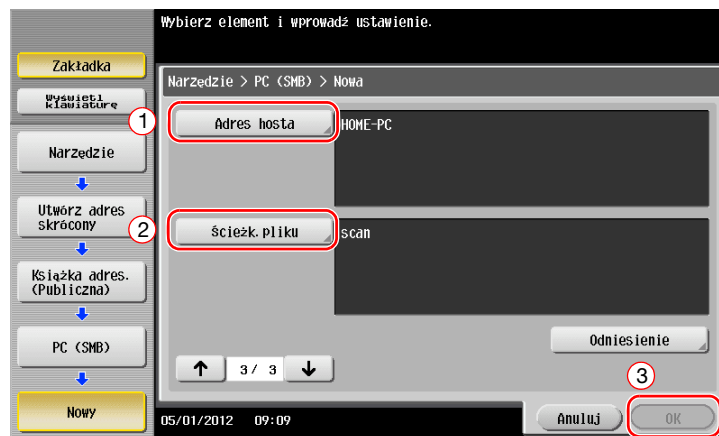 Wybierz element i wprowadź ustawienie.
Zakładka
Wyświetl
klawiaturę
Narzędzie > PC (SMB) > Nowa
1
Adres hosta
HOME-PC
Narzędzie
Utwórz adres
skrócony
2
Ścieżk.pliku
scan
Książka adres.
(Publiczna)
PC (SMB)
Odniesienie
↑ 3/ 3 ↓
3
Nowy
05/01/2012 09:09
Anuluj
OK